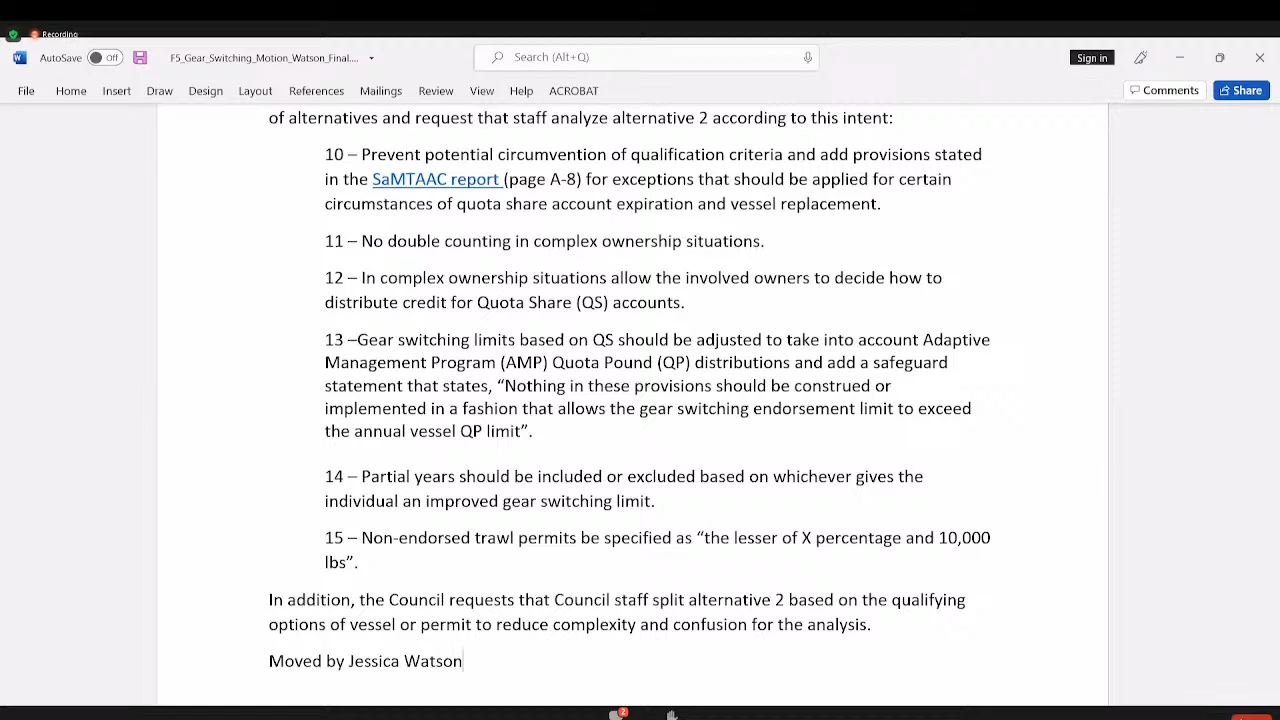 Recording
AutoSave Off F5_Gear_Switching_Motion_Watson_Final.... Search (Alt+Q) Sign in
File Home Insert Draw Design Layout References Mailings Review View Help ACROBAT Comments Share
of alternatives and request that staff analyze alternative 2 according to this intent:
10 – Prevent potential circumvention of qualification criteria and add provisions stated
in the SaMTAAC report (page A-8) for exceptions that should be applied for certain
circumstances of quota share account expiration and vessel replacement.
11 – No double counting in complex ownership situations.
12 – In complex ownership situations allow the involved owners to decide how to
distribute credit for Quota Share (QS) accounts.
13 –Gear switching limits based on QS should be adjusted to take into account Adaptive
Management Program (AMP) Quota Pound (QP) distributions and add a safeguard
statement that states, “Nothing in these provisions should be construed or
implemented in a fashion that allows the gear switching endorsement limit to exceed
the annual vessel QP limit”.
14 – Partial years should be included or excluded based on whichever gives the
individual an improved gear switching limit.
15 – Non-endorsed trawl permits be specified as “the lesser of X percentage and 10,000
lbs”.
In addition, the Council requests that Council staff split alternative 2 based on the qualifying
options of vessel or permit to reduce complexity and confusion for the analysis.
Moved by Jessica Watson
2